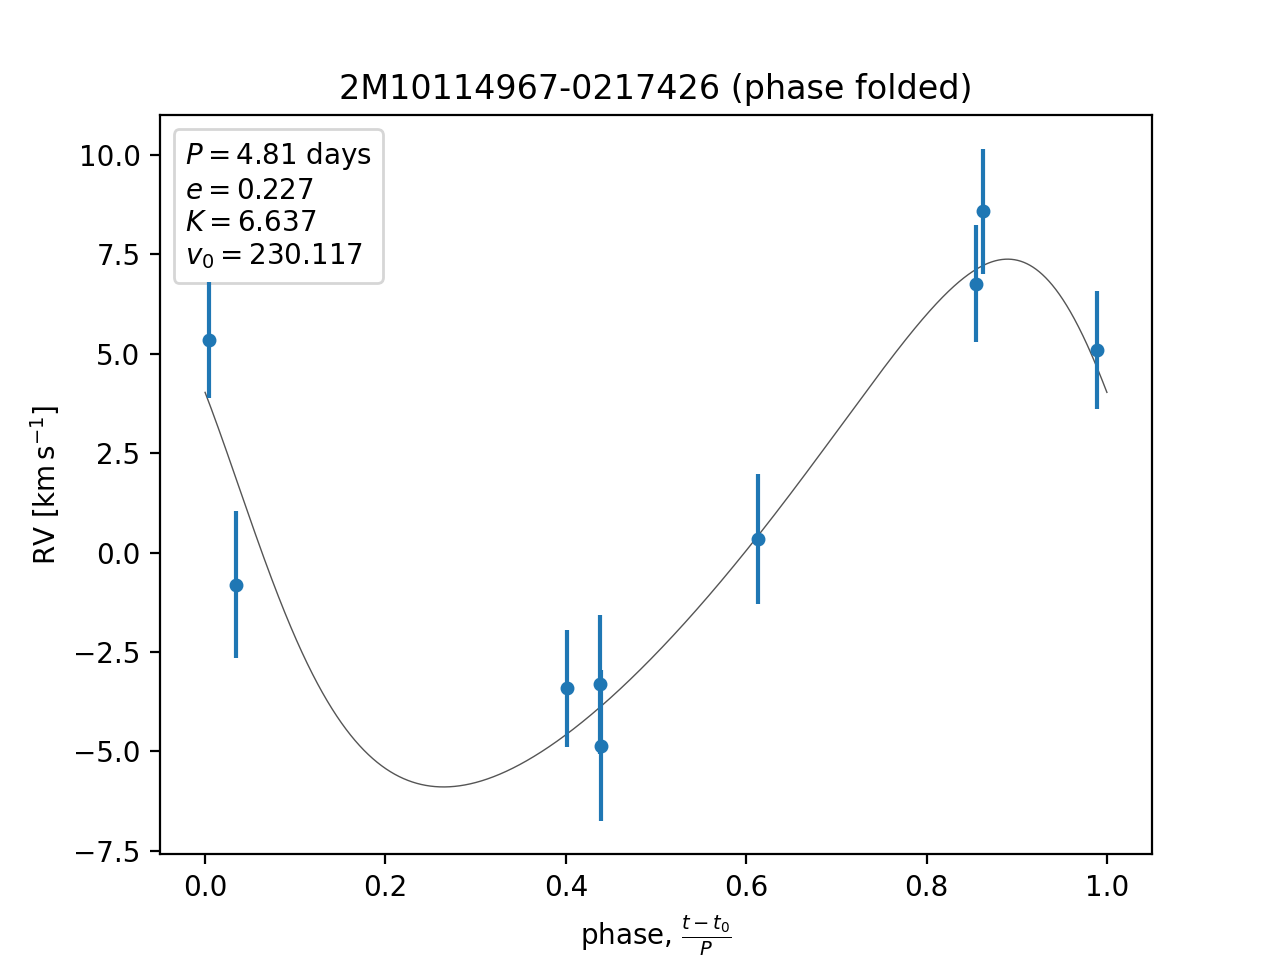 2M10114967-0217426 (phase folded)
P = 4.81 days
e = 0.227
K = 6.637
v₀ = 230.117
10.0
7.5
5.0
2.5
0.0
−2.5
−5.0
−7.5
RV [km s⁻¹]
0.0 0.2 0.4 0.6 0.8 1.0
phase, (t − t₀)/P